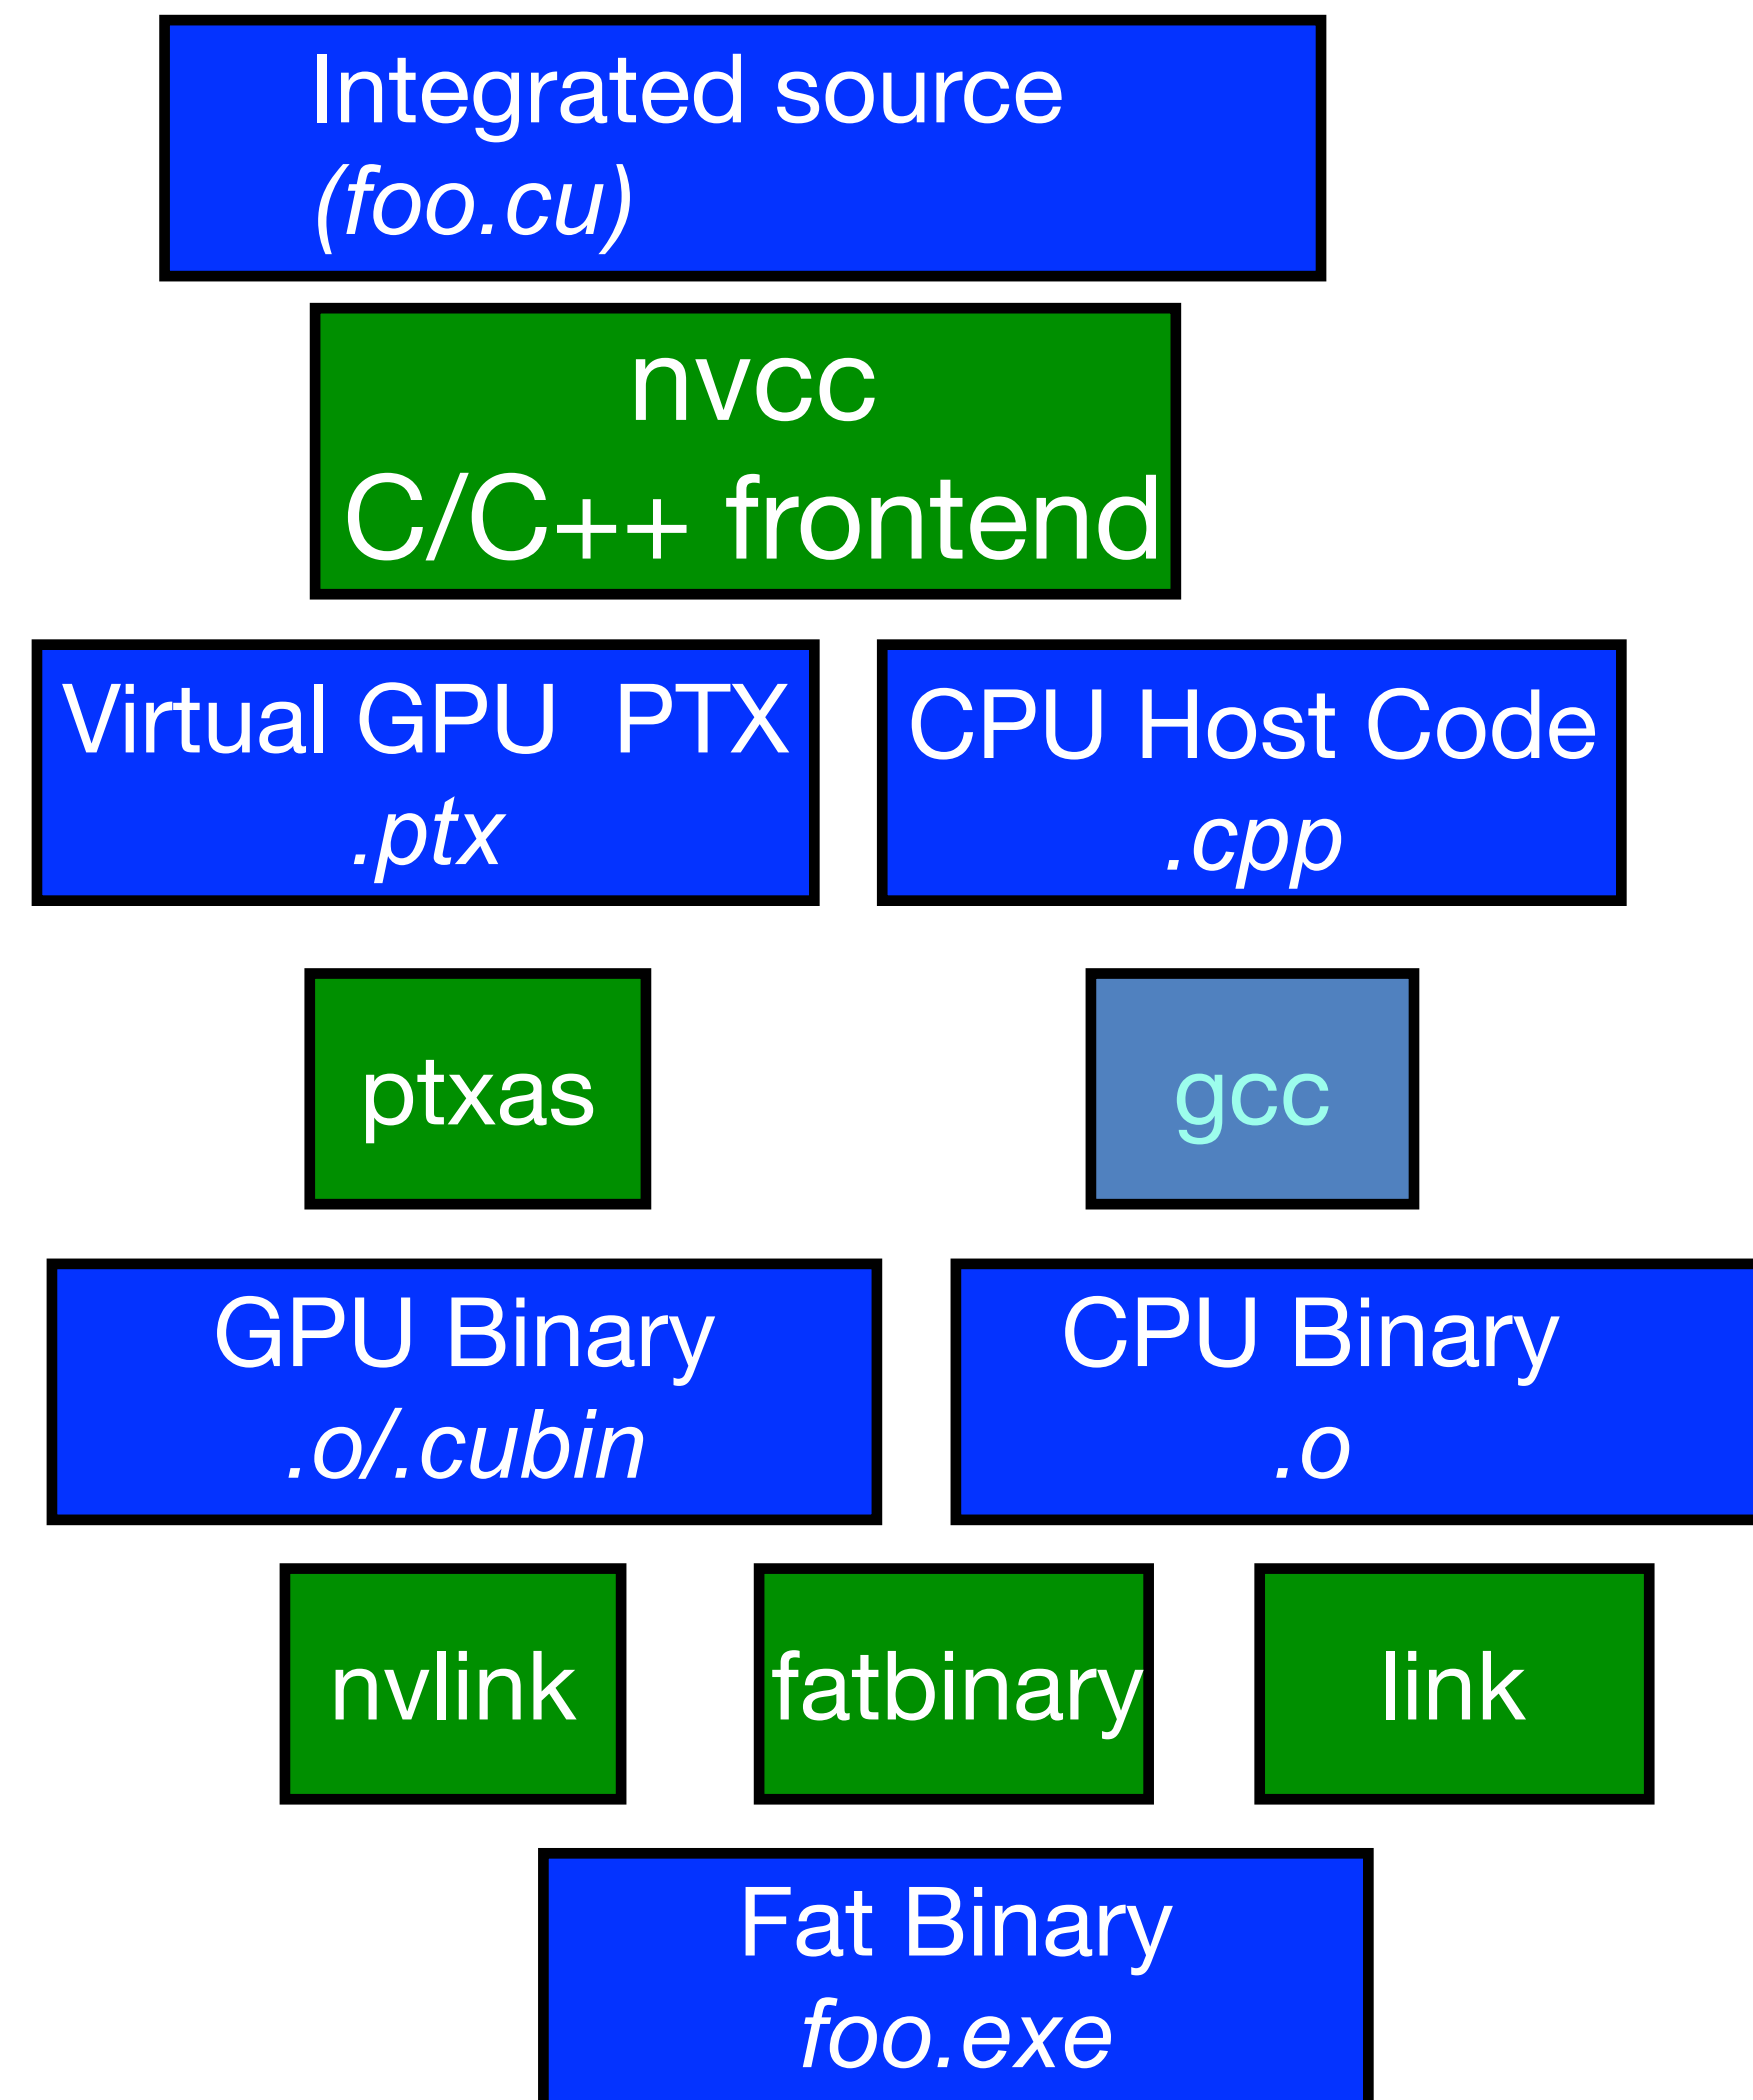 Integrated source
(foo.cu)
nvcc
C/C++ frontend
Virtual GPU  PTX
.ptx
CPU Host Code
.cpp
ptxas
gcc
GPU Binary
.o/.cubin
CPU Binary
.o
nvlink
fatbinary
link
Fat Binary
foo.exe